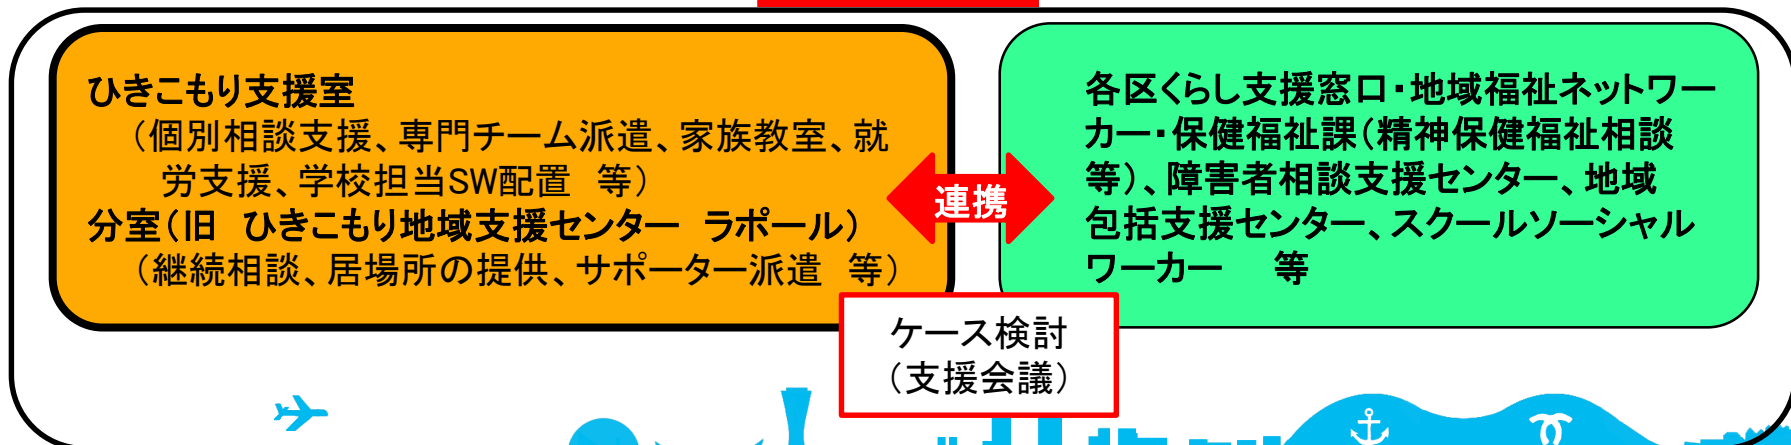 ひきこもり支援室
（個別相談支援、専門チーム派遣、家族教室、就
労支援、学校担当SW配置　等）
分室（旧　ひきこもり地域支援センター　ラポール）
（継続相談、居場所の提供、サポーター派遣　等）
連携
各区くらし支援窓口・地域福祉ネットワー
カー・保健福祉課（精神保健福祉相談
等）、障害者相談支援センター、地域
包括支援センター、スクールソーシャル
ワーカー　等
ケース検討
（支援会議）